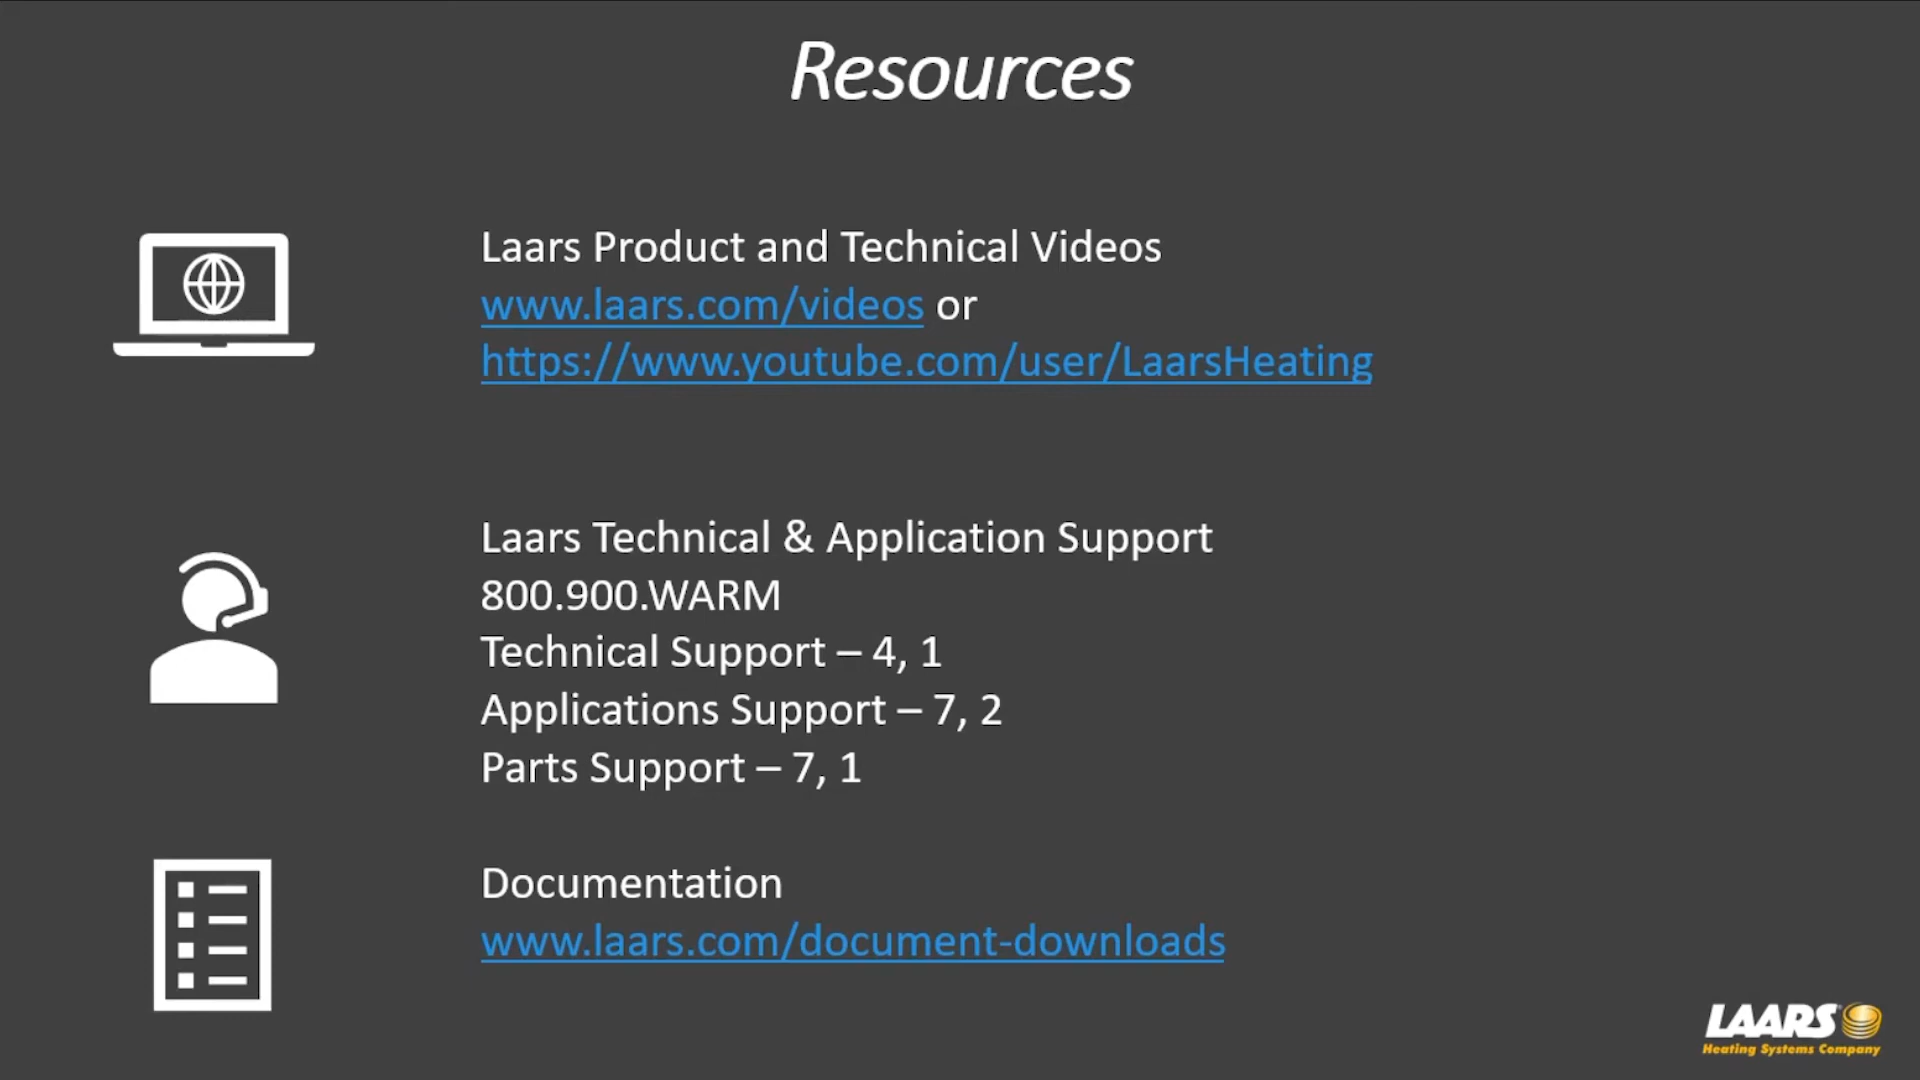 Resources
Laars Product and Technical Videos
www.laars.com/videos or
https://www.youtube.com/user/LaarsHeating
Laars Technical & Application Support
800.900.WARM
Technical Support – 4, 1
Applications Support – 7, 2
Parts Support – 7, 1
Documentation
www.laars.com/document-downloads
LAARS
Heating Systems Company